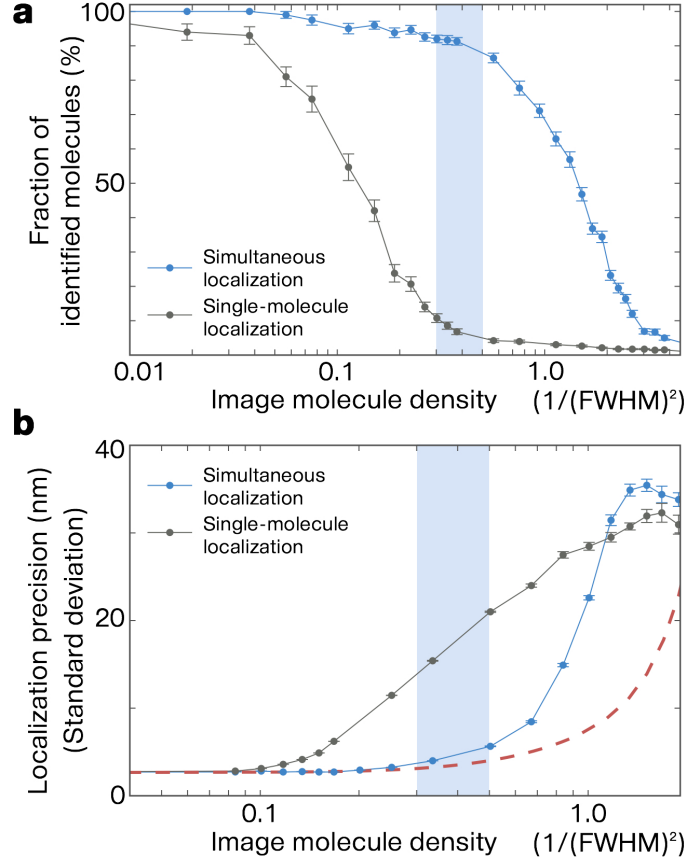 a
100
50
Fraction of
identified molecules (%)
Simultaneous
localization
Single-molecule
localization
0.01 0.1 1.0
Image molecule density (1/(FWHM)²)
b
40
20
0
Localization precision (nm)
(Standard deviation)
Simultaneous
localization
Single-molecule
localization
0.1 1.0
Image molecule density (1/(FWHM)²)